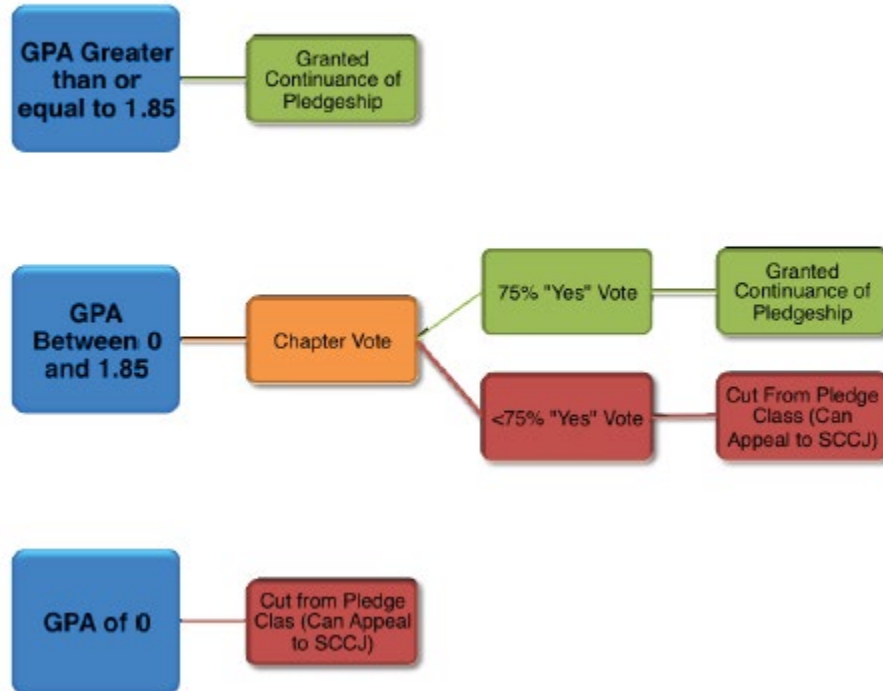 GPA Greater
than or
equal to 1.85
Granted
Continuance of
Pledgeship
GPA
Between 0
and 1.85
Chapter Vote
75% "Yes" Vote
Granted
Continuance of
Pledgeship
<75% "Yes" Vote
Cut From Pledge
Class (Can
Appeal to SCCJ)
GPA of 0
Cut from Pledge
Clas (Can Appeal
to SCCJ)